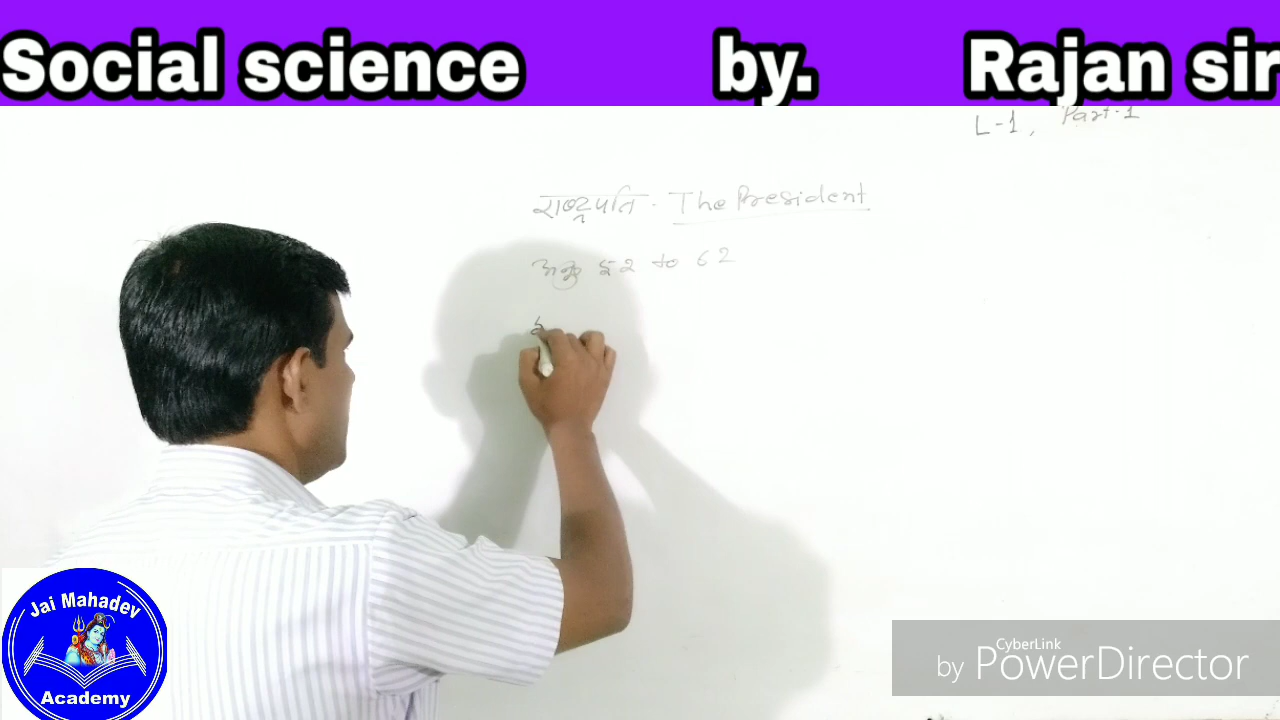 Social science by. Rajan sir
L-1, Part-1
राष्ट्रपति - The President
अनु 52 to 62
Jai Mahadev
Academy
CyberLink
by PowerDirector